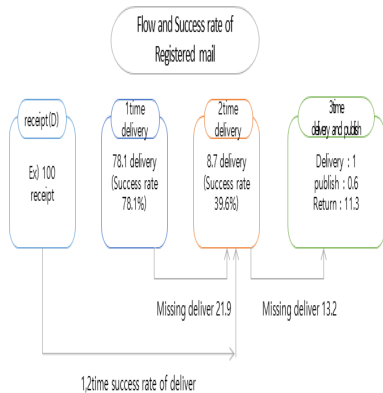 Flow and Success rate of
Registered mail
receipt(D)
Ex) 100
receipt
1time
delivery
78.1 delivery
(Success rate
78.1%)
2time
delivery
8.7 delivery
(Success rate
39.6%)
3time
delivery and publish
Delivery : 1
publish : 0.6
Return : 11.3
Missing deliver 21.9
Missing deliver 13.2
1,2time success rate of deliver